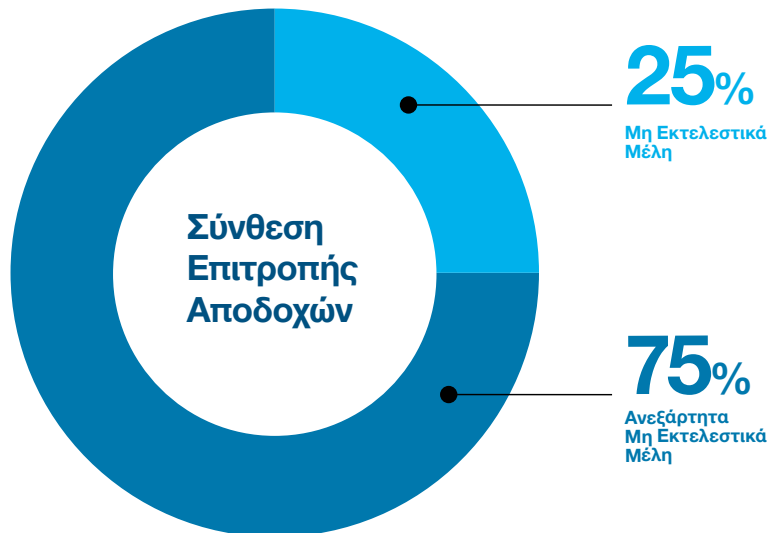 25%
Μη Εκτελεστικά
Μέλη
Σύνθεση
Επιτροπής
Αποδοχών
75%
Ανεξάρτητα
Μη Εκτελεστικά
Μέλη